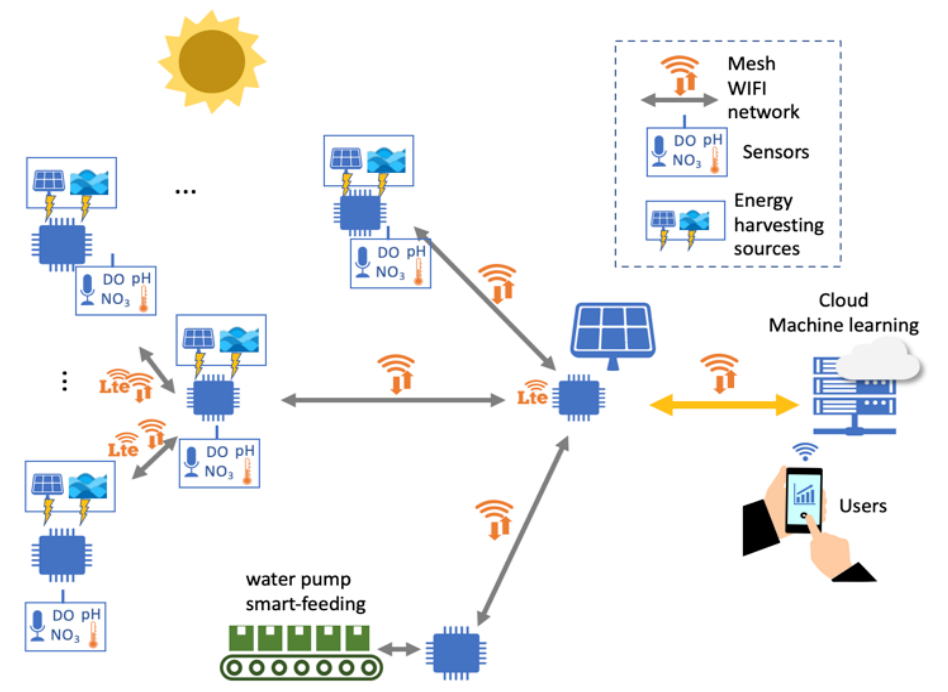 Mesh
WIFI
network
DO pH
NO₃
Sensors
Energy
harvesting
sources
...
DO pH
NO₃
DO pH
NO₃
Cloud
Machine learning
...
Lte
Lte
DO pH
NO₃
Lte
DO pH
NO₃
Users
water pump
smart-feeding